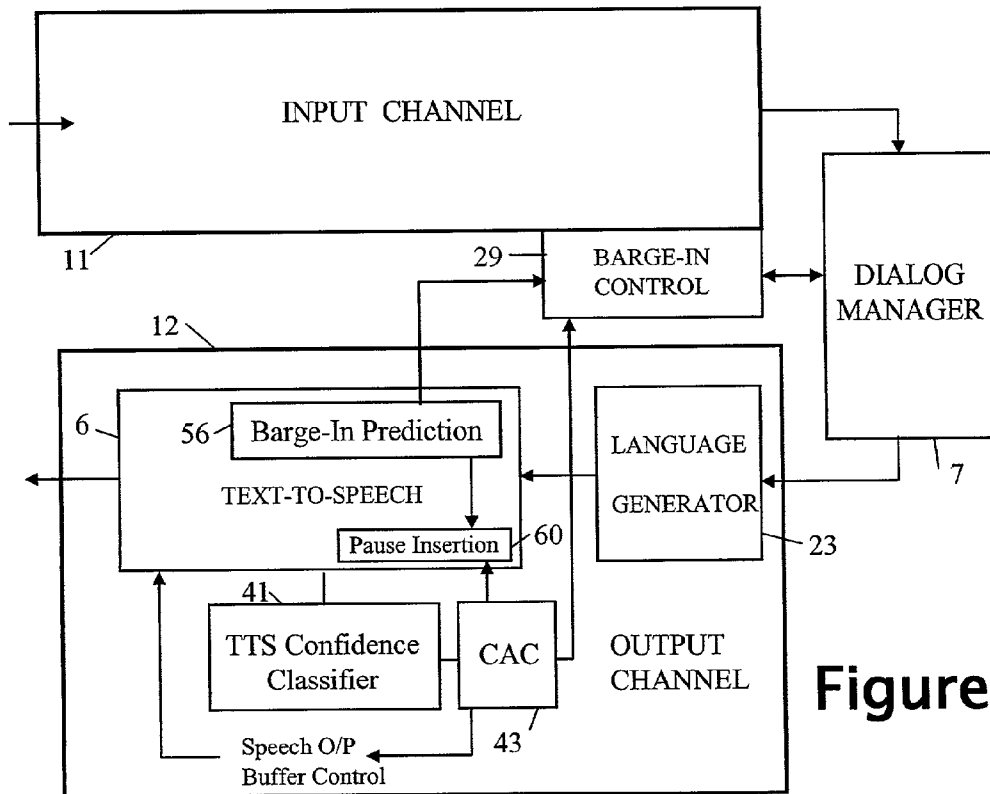 INPUT CHANNEL
11
29
BARGE-IN
CONTROL
DIALOG
MANAGER
7
12
6
56
Barge-In Prediction
TEXT-TO-SPEECH
Pause Insertion
60
LANGUAGE
GENERATOR
23
41
TTS Confidence
Classifier
CAC
43
OUTPUT
CHANNEL
Speech O/P
Buffer Control
Figure